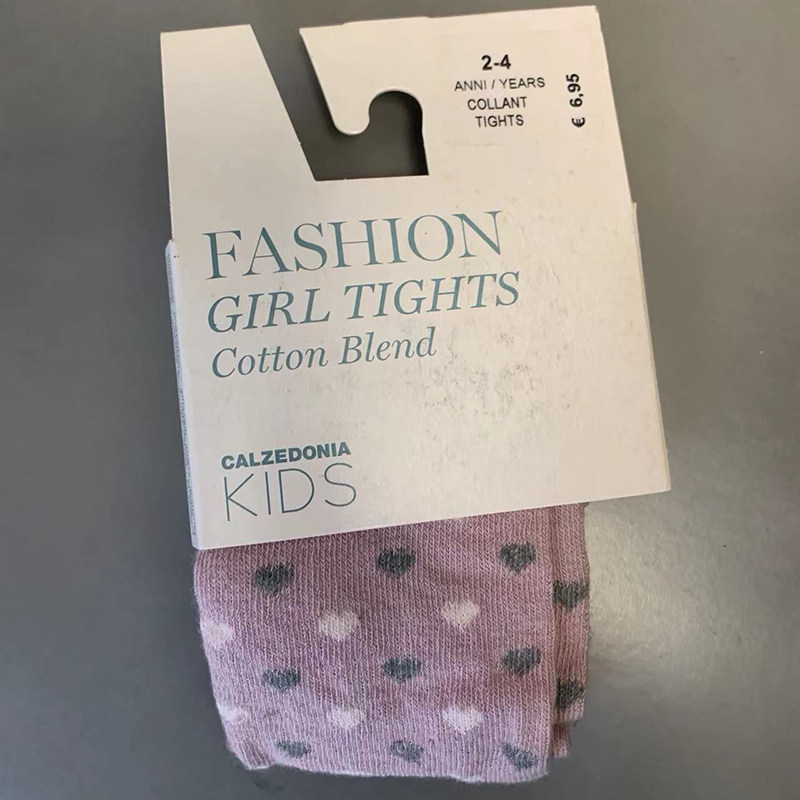 2-4
ANNI / YEARS
COLLANT
TIGHTS
€ 6,95
FASHION
GIRL TIGHTS
Cotton Blend
CALZEDONIA
KIDS